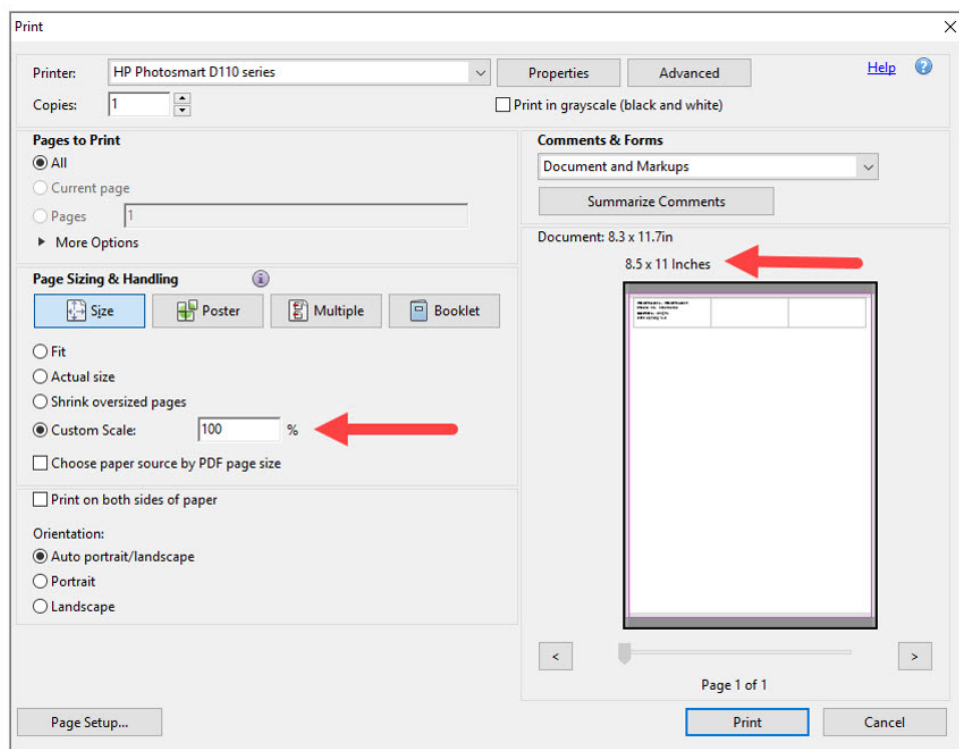 Print
Printer: HP Photosmart D110 series Properties Advanced Help ?
Copies: 1 Print in grayscale (black and white)
Pages to Print
All
Current page
Pages 1
More Options
Comments & Forms
Document and Markups
Summarize Comments
Page Sizing & Handling i
Size Poster Multiple Booklet
Fit
Actual size
Shrink oversized pages
Custom Scale: 100 %
Choose paper source by PDF page size
Print on both sides of paper
Orientation:
Auto portrait/landscape
Portrait
Landscape
Document: 8.3 x 11.7in
8.5 x 11 Inches
< >
Page 1 of 1
Page Setup... Print Cancel